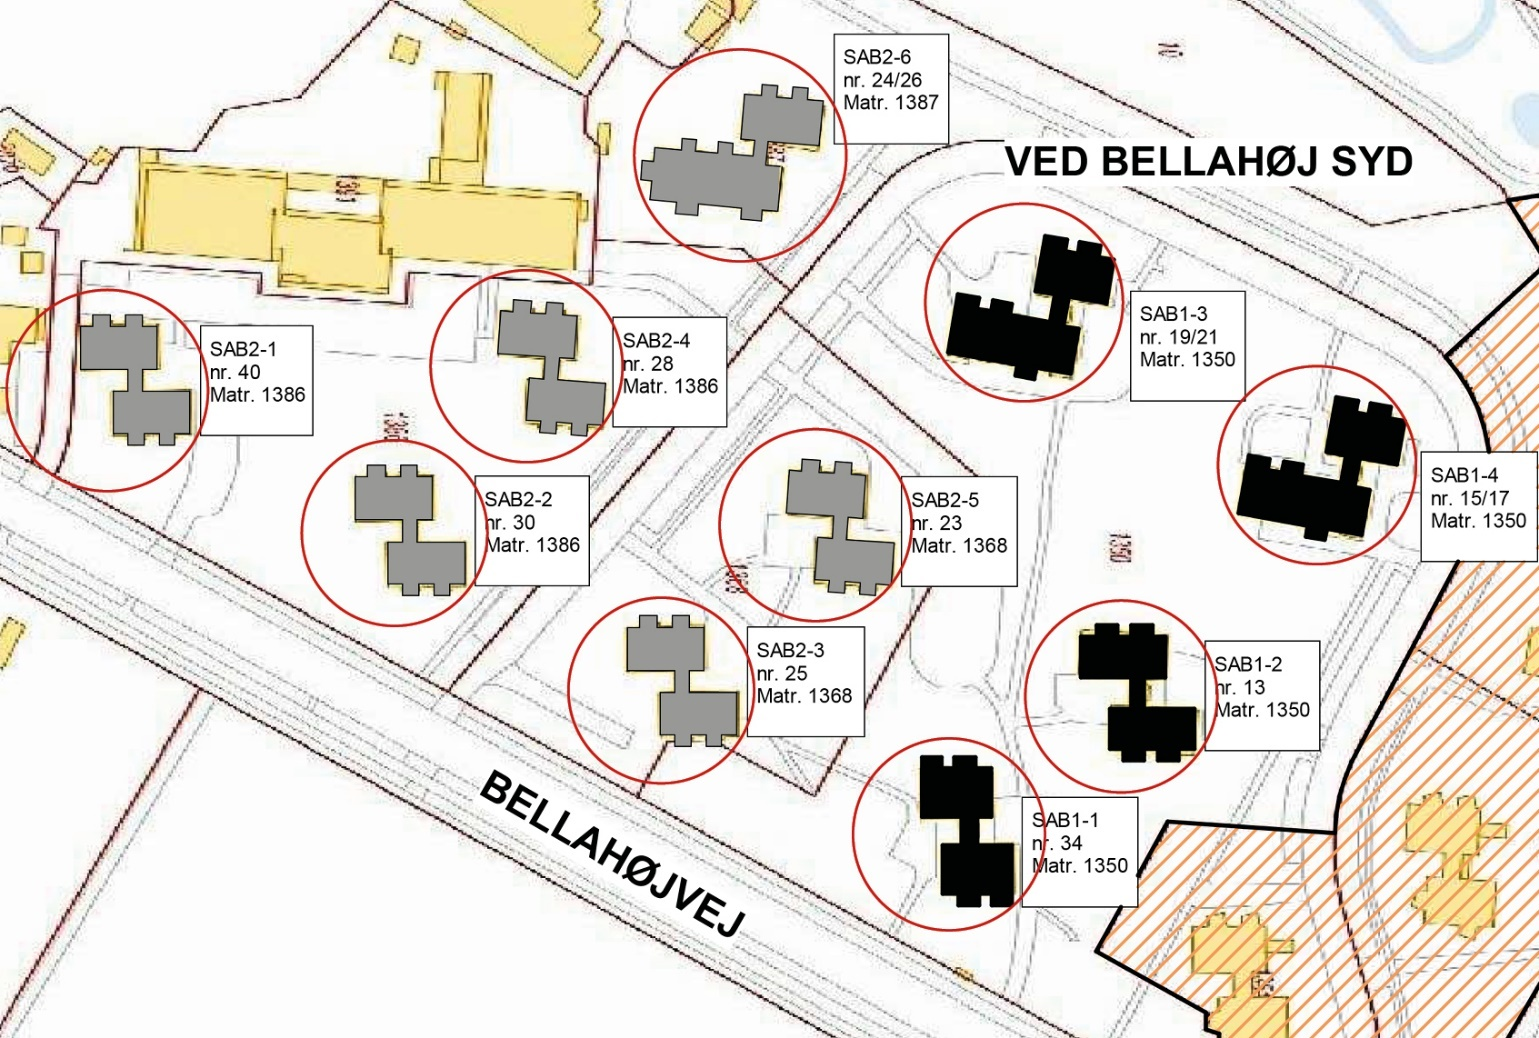 SAB2-6
nr. 24/26
Matr. 1387
VED BELLAHØJ SYD
SAB1-3
nr. 19/21
Matr. 1350
SAB2-1
nr. 40
Matr. 1386
SAB2-4
nr. 28
Matr. 1386
SAB1-4
nr. 15/17
Matr. 1350
SAB2-2
nr. 30
Matr. 1386
SAB2-5
nr. 23
Matr. 1368
1350
SAB2-3
nr. 25
Matr. 1368
SAB1-2
nr. 13
Matr. 1350
SAB1-1
nr. 34
Matr. 1350
BELLAHØJVEJ